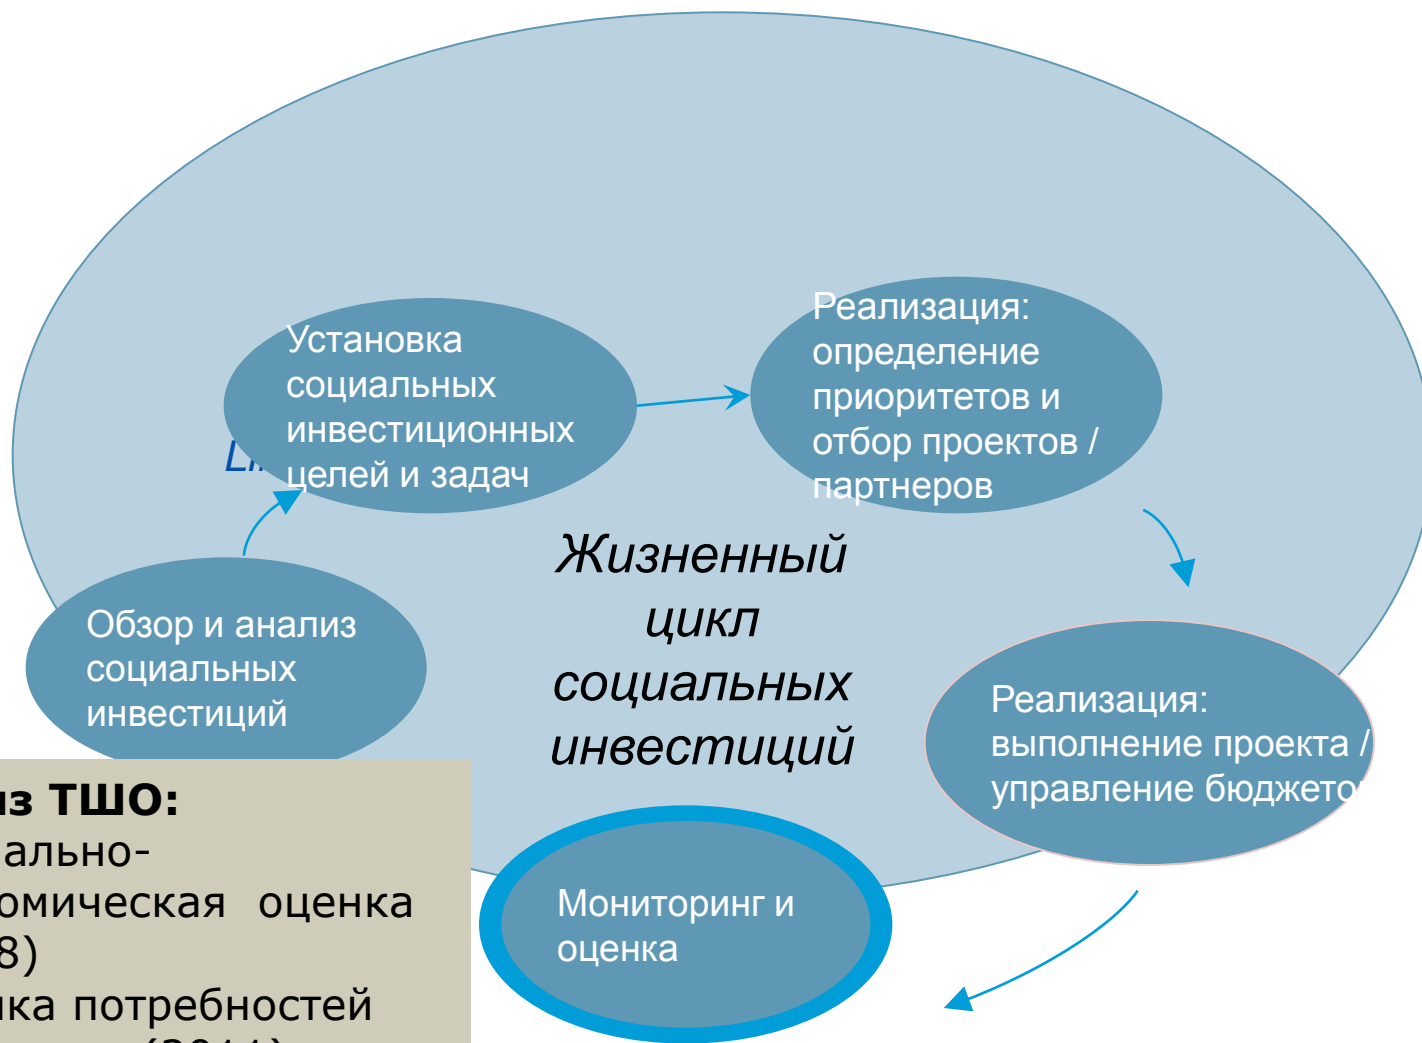 Установка
социальных
инвестиционных
целей и задач
Реализация:
определение
приоритетов и
отбор проектов /
партнеров
Жизненный
цикл
социальных
инвестиций
Обзор и анализ
социальных
инвестиций
Реализация:
выполнение проекта /
управление бюджето
Мониторинг и
оценка
из ТШО:
ально-
омическая оценка
8)
ка потребностей
(2011)